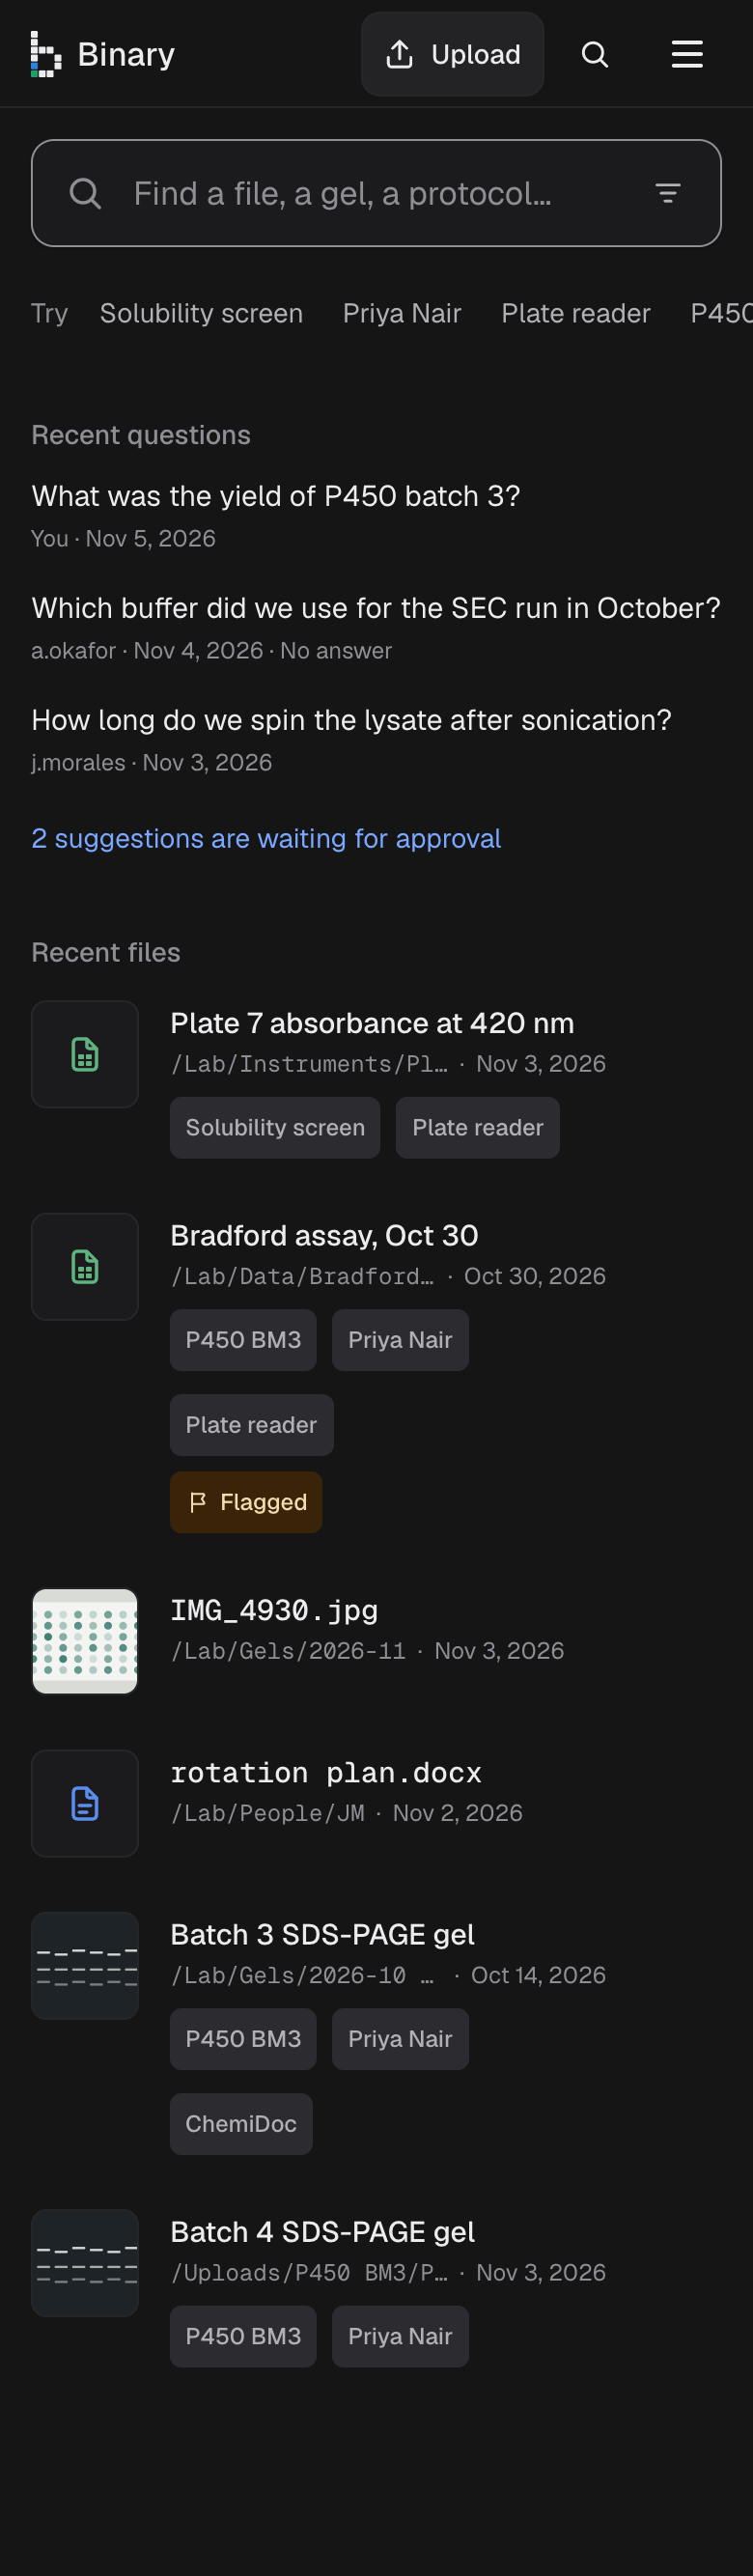 Binary
Upload
Find a file, a gel, a protocol...
Try Solubility screen Priya Nair Plate reader P450
Recent questions
What was the yield of P450 batch 3?
You · Nov 5, 2026
Which buffer did we use for the SEC run in October?
a.okafor · Nov 4, 2026 · No answer
How long do we spin the lysate after sonication?
j.morales · Nov 3, 2026
2 suggestions are waiting for approval
Recent files
Plate 7 absorbance at 420 nm
/Lab/Instruments/Pl… · Nov 3, 2026
Solubility screen Plate reader
Bradford assay, Oct 30
/Lab/Data/Bradford… · Oct 30, 2026
P450 BM3 Priya Nair
Plate reader
Flagged
IMG_4930.jpg
/Lab/Gels/2026-11 · Nov 3, 2026
rotation plan.docx
/Lab/People/JM · Nov 2, 2026
Batch 3 SDS-PAGE gel
/Lab/Gels/2026-10 … · Oct 14, 2026
P450 BM3 Priya Nair
ChemiDoc
Batch 4 SDS-PAGE gel
/Uploads/P450 BM3/P… · Nov 3, 2026
P450 BM3 Priya Nair